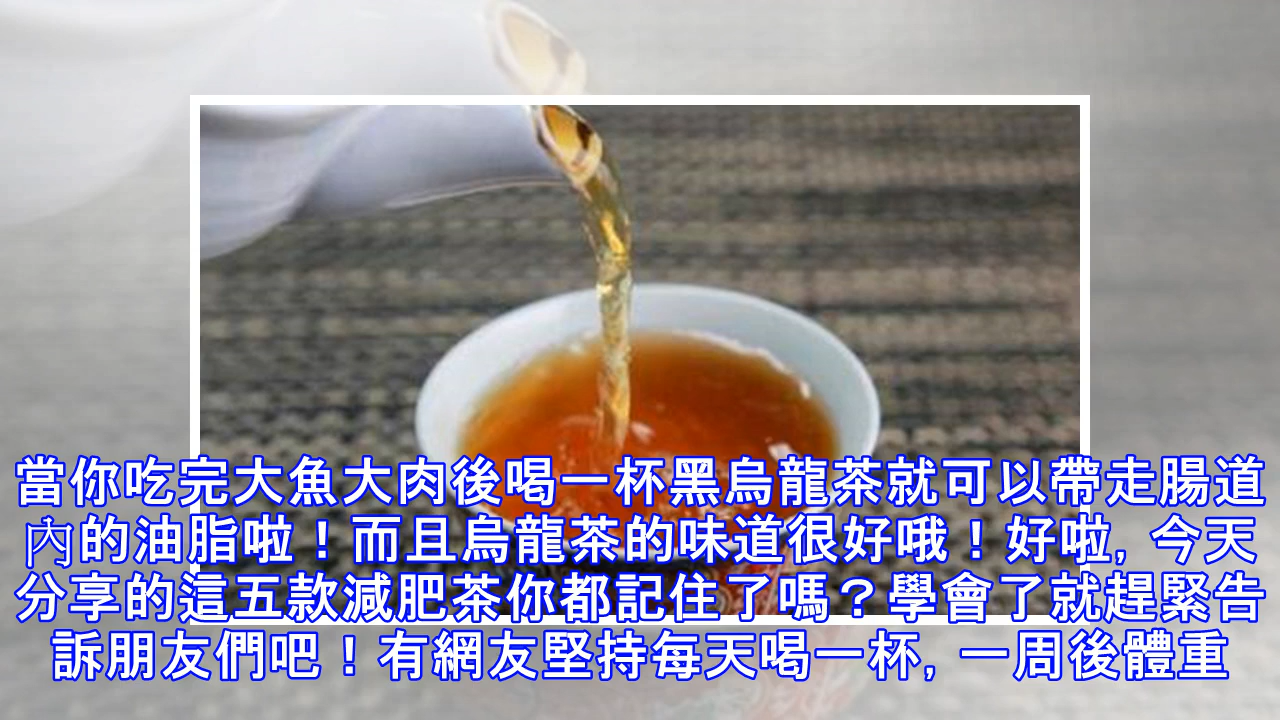 當你吃完大魚大肉後喝一杯黑烏龍茶就可以帶走腸道
內的油脂啦！而且烏龍茶的味道很好哦！好啦,今天
分享的這五款減肥茶你都記住了嗎？學會了就趕緊告
訴朋友們吧！有網友堅持每天喝一杯,一周後體重